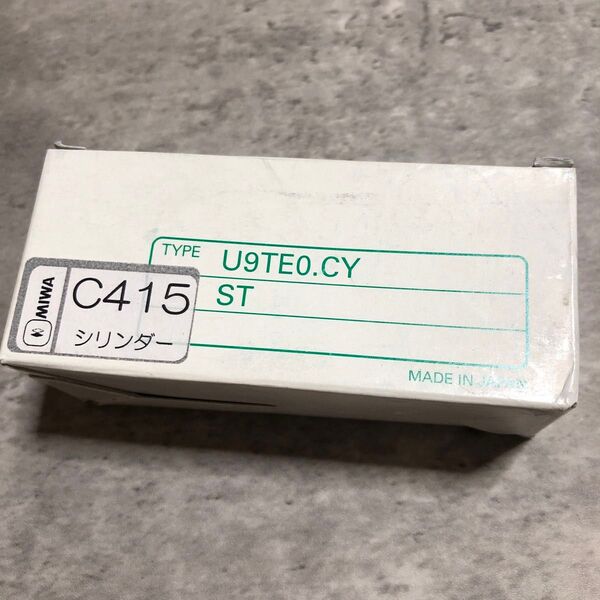 TYPE U9TE0.CY
ST
MIWA
C415
シリンダー
MADE IN JAPAN